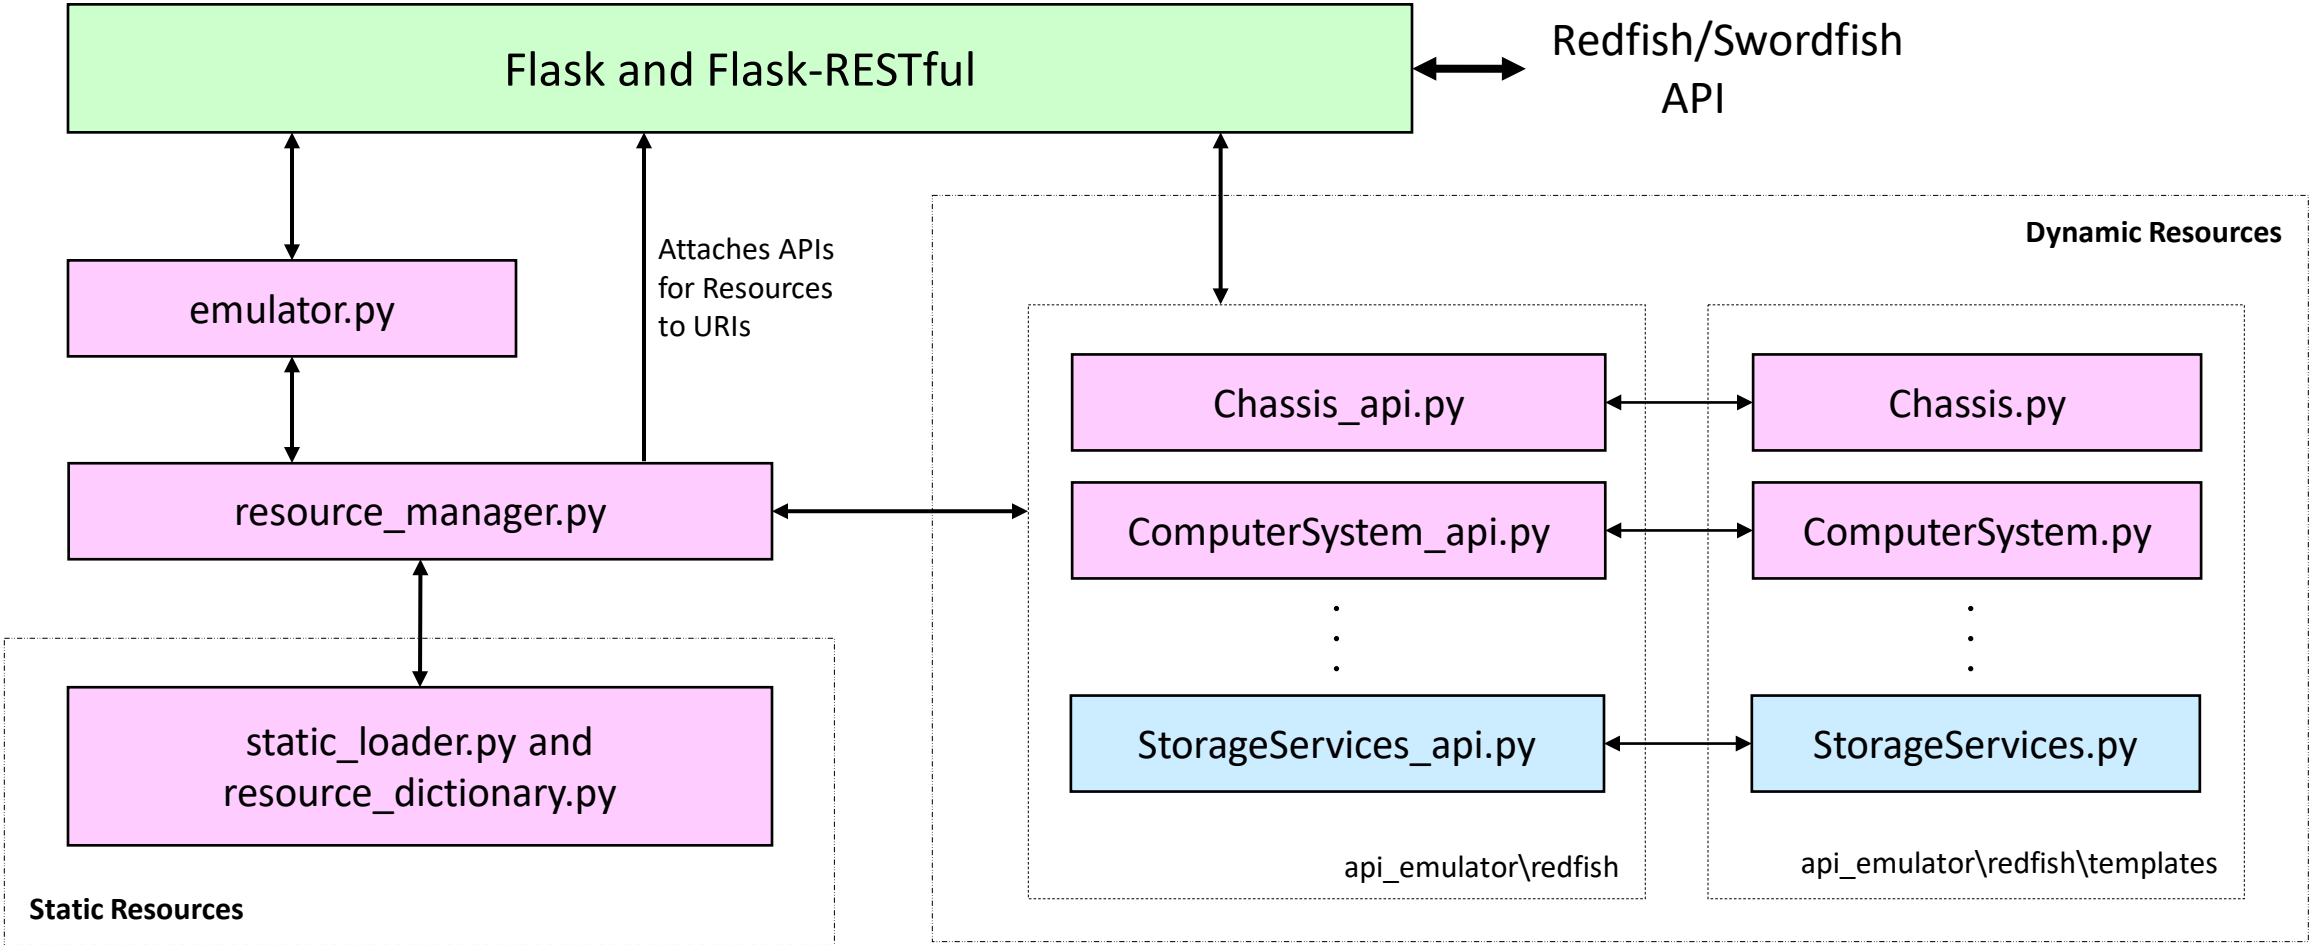 Flask and Flask-RESTful
Redfish/Swordfish
API
Attaches APIs
for Resources
to URIs
emulator.py
resource_manager.py
static_loader.py and
resource_dictionary.py
Static Resources
Dynamic Resources
Chassis_api.py
Chassis.py
ComputerSystem_api.py
ComputerSystem.py
StorageServices_api.py
StorageServices.py
api_emulator\redfish
api_emulator\redfish\templates